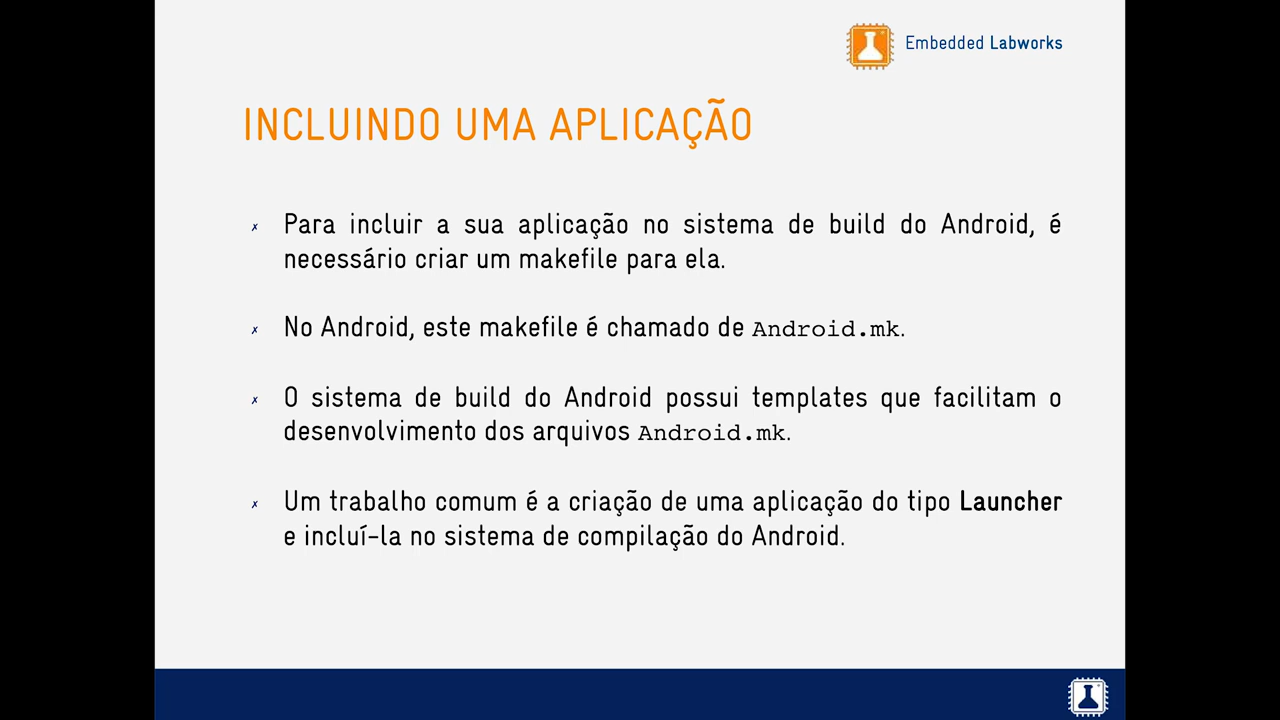 Embedded Labworks
INCLUINDO UMA APLICAÇÃO
✗ Para incluir a sua aplicação no sistema de build do Android, é
necessário criar um makefile para ela.
✗ No Android, este makefile é chamado de Android.mk.
✗ O sistema de build do Android possui templates que facilitam o
desenvolvimento dos arquivos Android.mk.
✗ Um trabalho comum é a criação de uma aplicação do tipo Launcher
e incluí-la no sistema de compilação do Android.